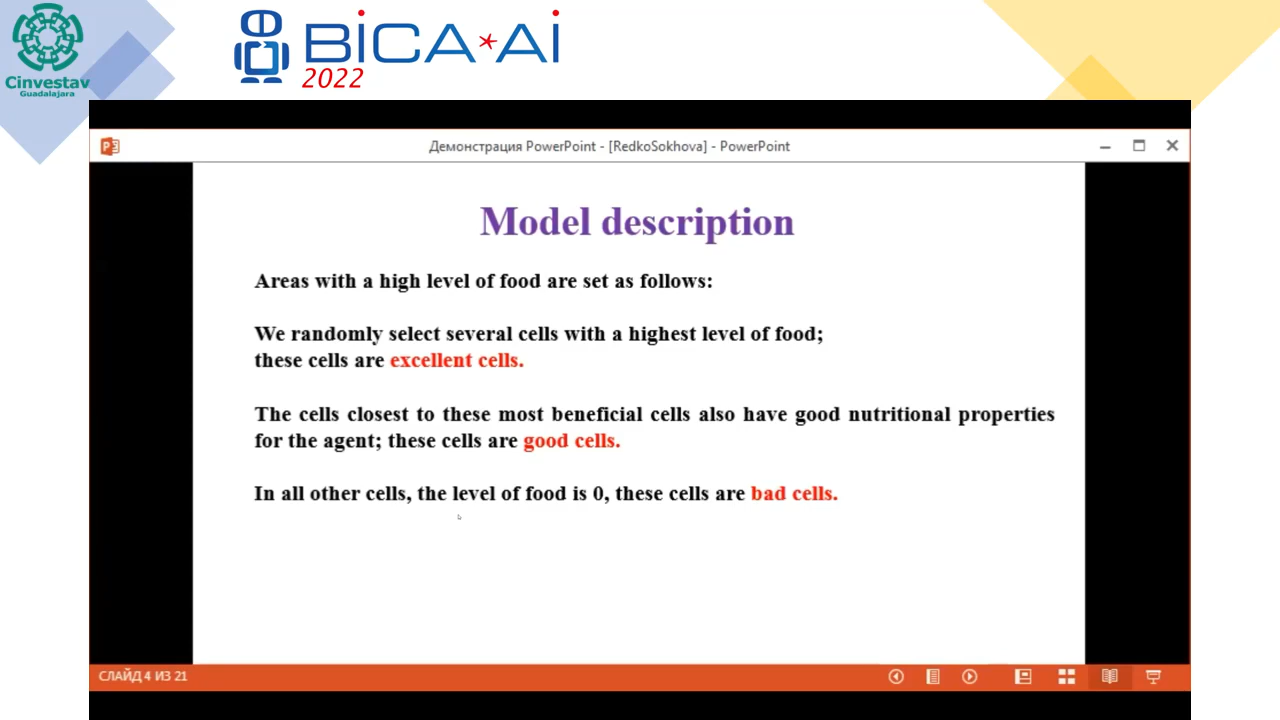 Cinvestav
Guadalajara
BiCA*Ai
2022
Демонстрация PowerPoint - [RedkoSokhova] - PowerPoint
Model description
Areas with a high level of food are set as follows:
We randomly select several cells with a highest level of food;
these cells are excellent cells.
The cells closest to these most beneficial cells also have good nutritional properties
for the agent; these cells are good cells.
In all other cells, the level of food is 0, these cells are bad cells.
СЛАЙД 4 ИЗ 21